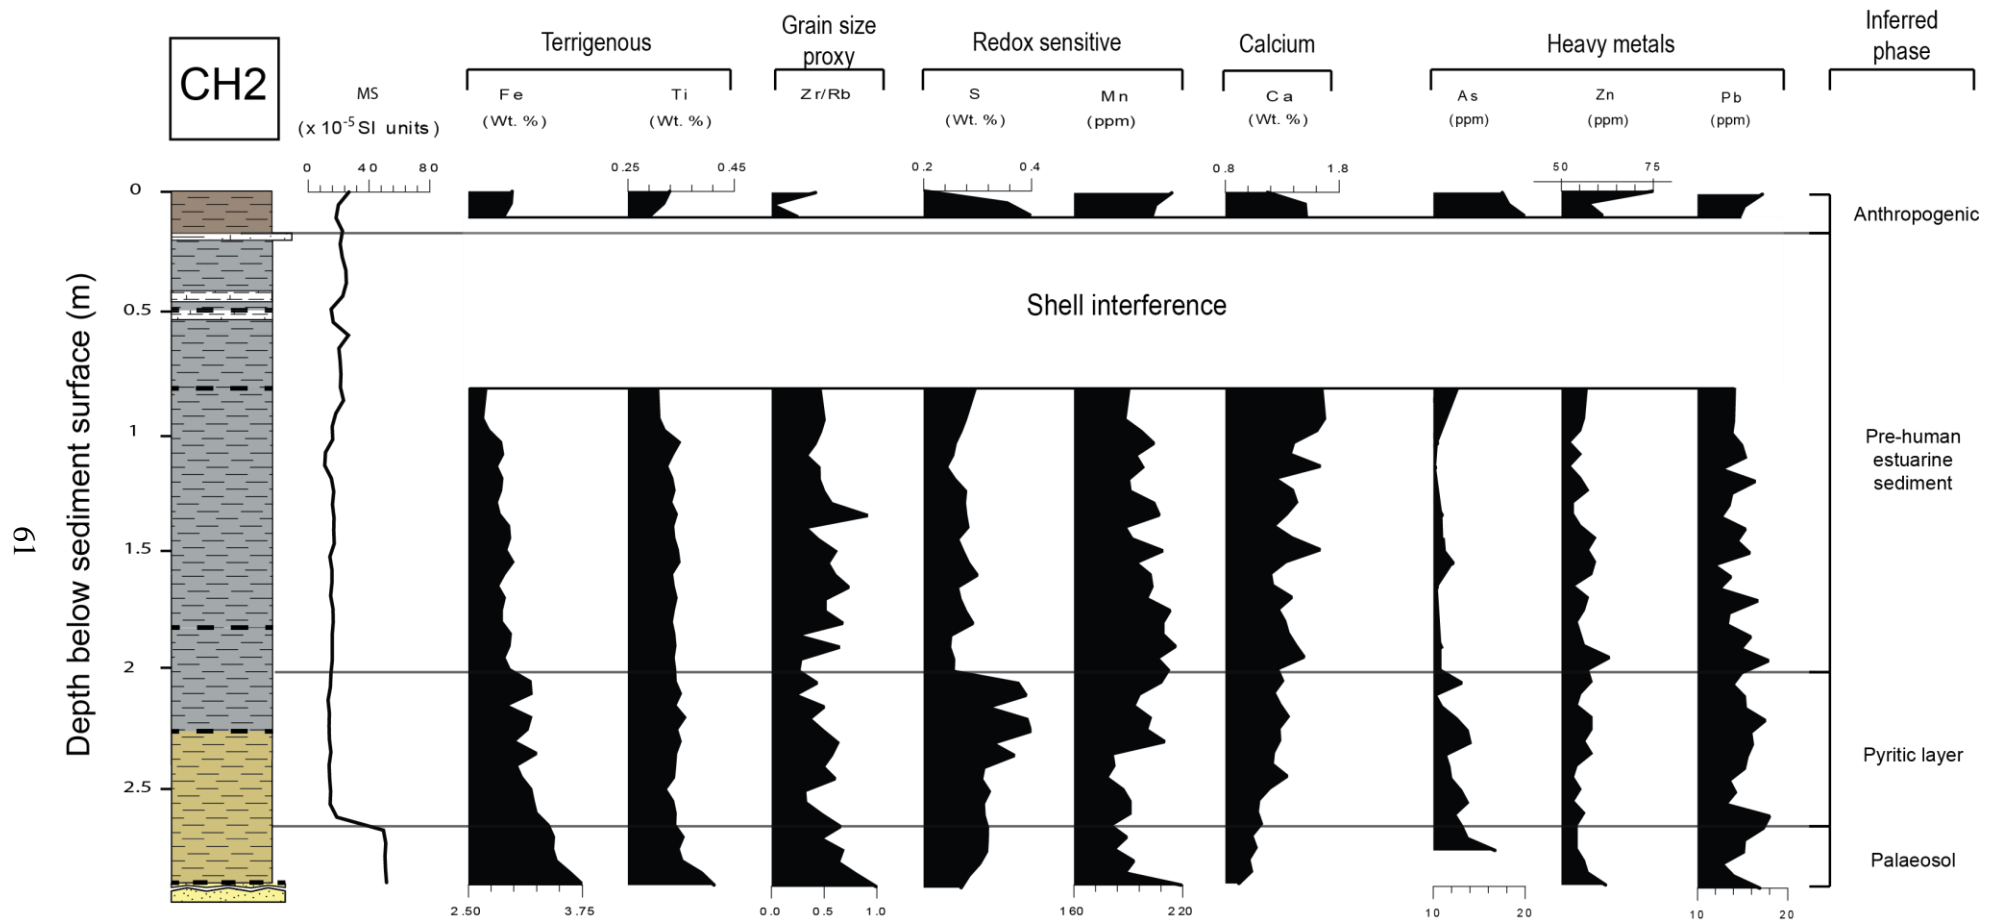 CH2
MS
(x 10-5 SI units)
Terrigenous
Fe
(Wt. %)
Ti
(Wt. %)
Grain size
proxy
Zr/Rb
Redox sensitive
S
(Wt. %)
Mn
(ppm)
Calcium
Ca
(Wt. %)
Heavy metals
As
(ppm)
Zn
(ppm)
Pb
(ppm)
Inferred
phase
0 40 80
0.25 0.45
0.2 0.4
0.8 1.8
50 75
Depth below sediment surface (m)
0
0.5
1
1.5
2
2.5
Shell interference
Anthropogenic
Pre-human
estuarine
sediment
Pyritic layer
Palaeosol
2.50 3.75
0.0 0.5 1.0
160 220
10 20
10 20
61